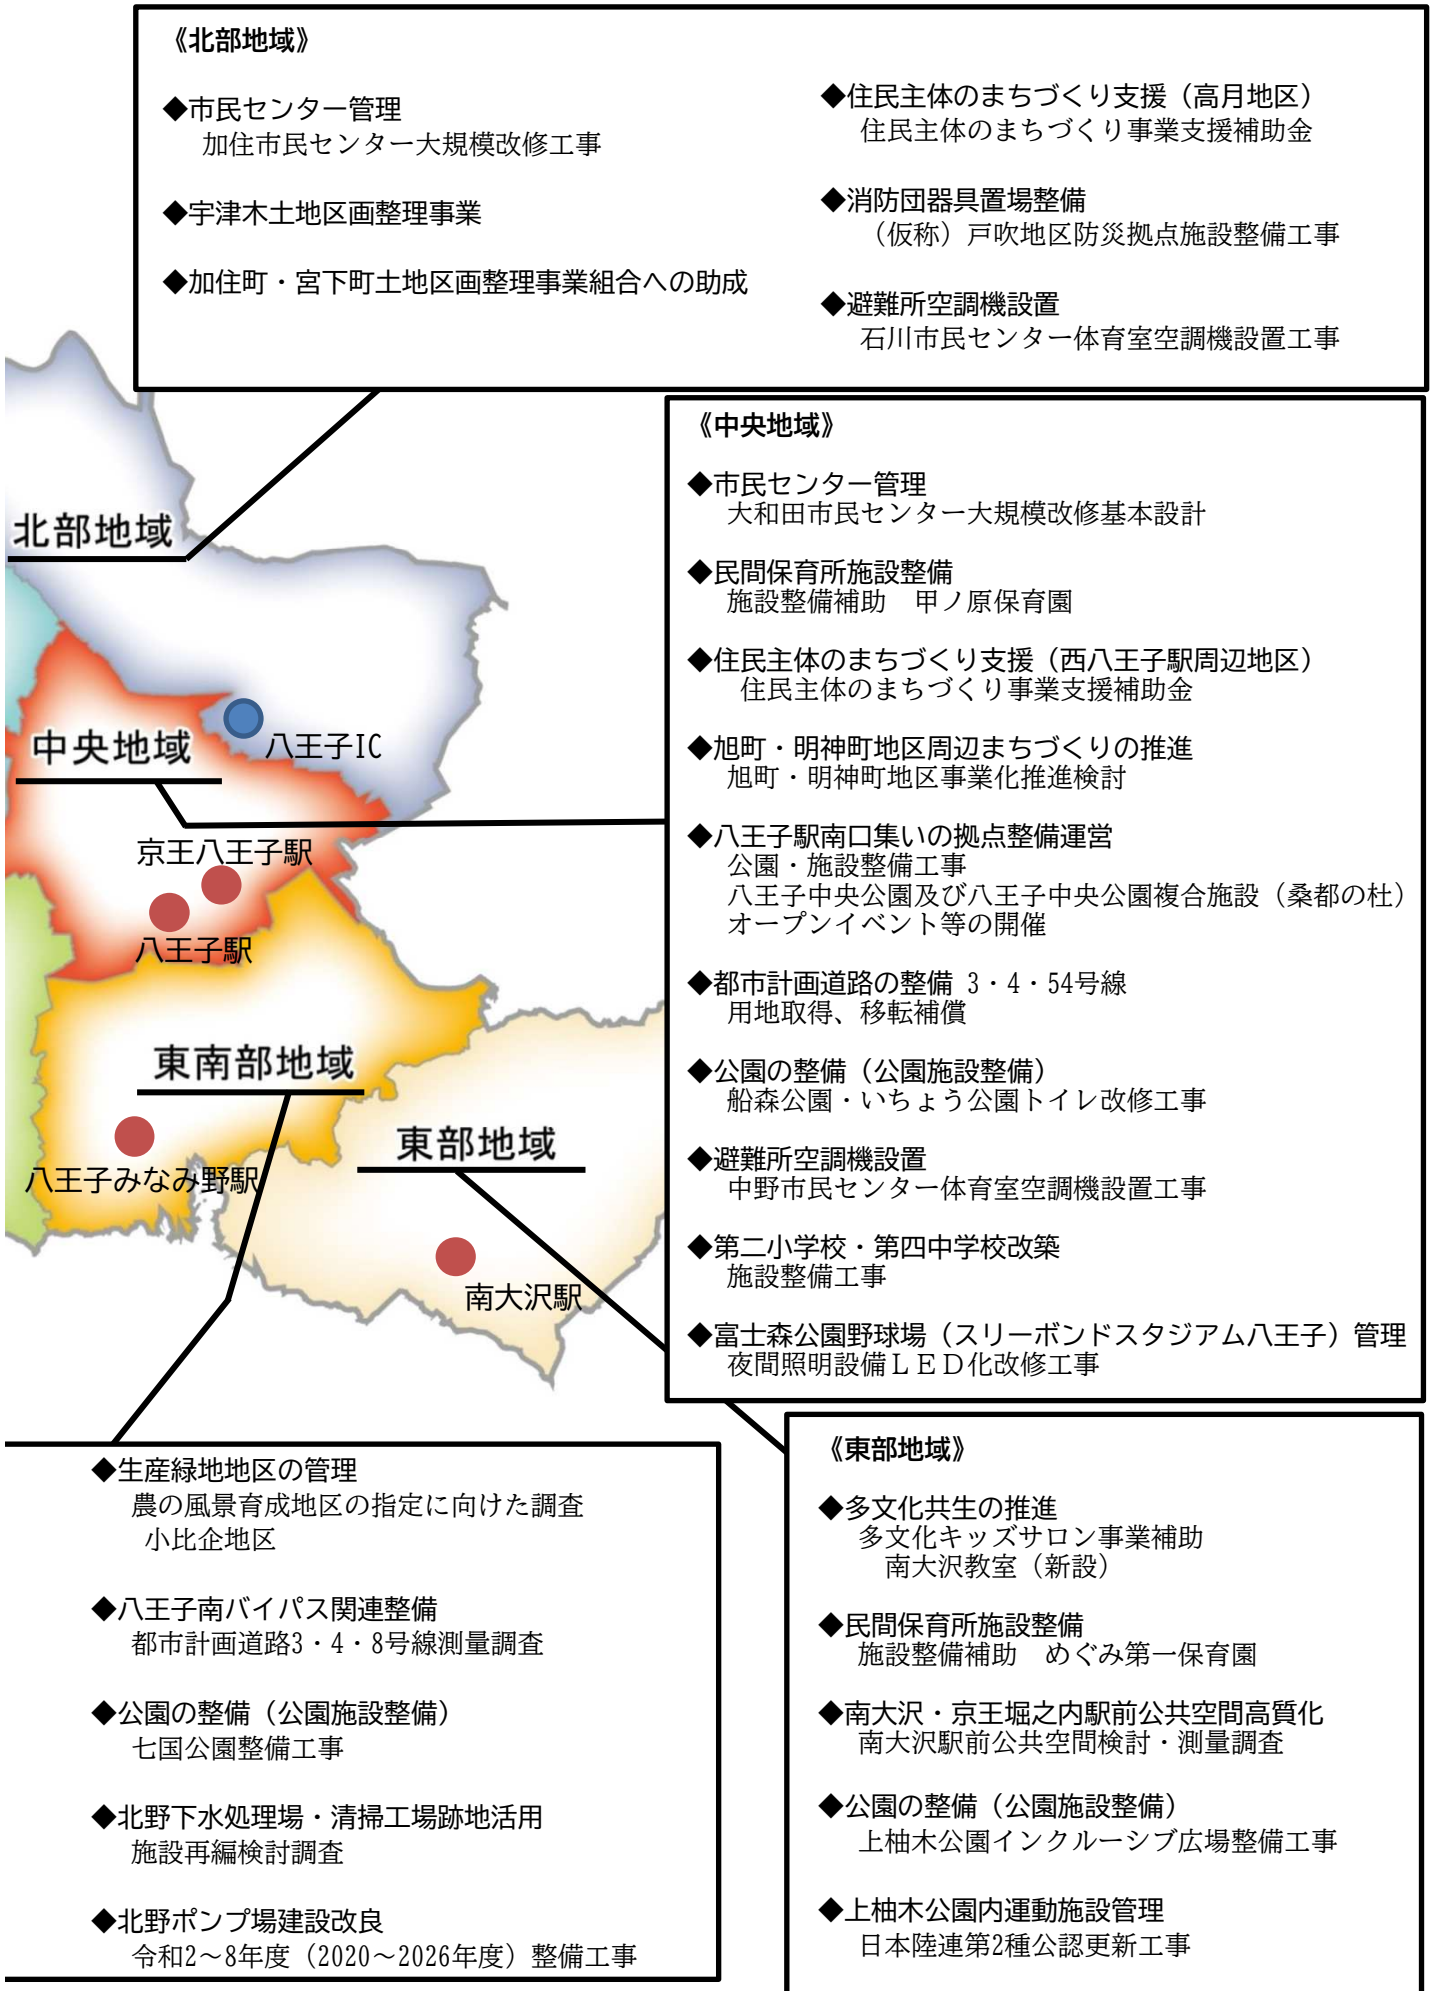 《北部地域》
◆市民センター管理
加住市民センター大規模改修工事
◆宇津木土地区画整理事業
◆加住町・宮下町土地区画整理事業組合への助成
◆住民主体のまちづくり支援（高月地区）
住民主体のまちづくり事業支援補助金
◆消防団器具置場整備
（仮称）戸吹地区防災拠点施設整備工事
◆避難所空調機設置
石川市民センター体育室空調機設置工事
北部地域
中央地域
八王子IC
京王八王子駅
八王子駅
東南部地域
八王子みなみ野駅
東部地域
南大沢駅
《中央地域》
◆市民センター管理
大和田市民センター大規模改修基本設計
◆民間保育所施設整備
施設整備補助　甲ノ原保育園
◆住民主体のまちづくり支援（西八王子駅周辺地区）
住民主体のまちづくり事業支援補助金
◆旭町・明神町地区周辺まちづくりの推進
旭町・明神町地区事業化推進検討
◆八王子駅南口集いの拠点整備運営
公園・施設整備工事
八王子中央公園及び八王子中央公園複合施設（桑都の杜）
オープンイベント等の開催
◆都市計画道路の整備 3・4・54号線
用地取得、移転補償
◆公園の整備（公園施設整備）
船森公園・いちょう公園トイレ改修工事
◆避難所空調機設置
中野市民センター体育室空調機設置工事
◆第二小学校・第四中学校改築
施設整備工事
◆富士森公園野球場（スリーボンドスタジアム八王子）管理
夜間照明設備ＬＥＤ化改修工事
◆生産緑地地区の管理
農の風景育成地区の指定に向けた調査
小比企地区
◆八王子南バイパス関連整備
都市計画道路3・4・8号線測量調査
◆公園の整備（公園施設整備）
七国公園整備工事
◆北野下水処理場・清掃工場跡地活用
施設再編検討調査
◆北野ポンプ場建設改良
令和2～8年度（2020～2026年度）整備工事
《東部地域》
◆多文化共生の推進
多文化キッズサロン事業補助
南大沢教室（新設）
◆民間保育所施設整備
施設整備補助　めぐみ第一保育園
◆南大沢・京王堀之内駅前公共空間高質化
南大沢駅前公共空間検討・測量調査
◆公園の整備（公園施設整備）
上柚木公園インクルーシブ広場整備工事
◆上柚木公園内運動施設管理
日本陸連第2種公認更新工事